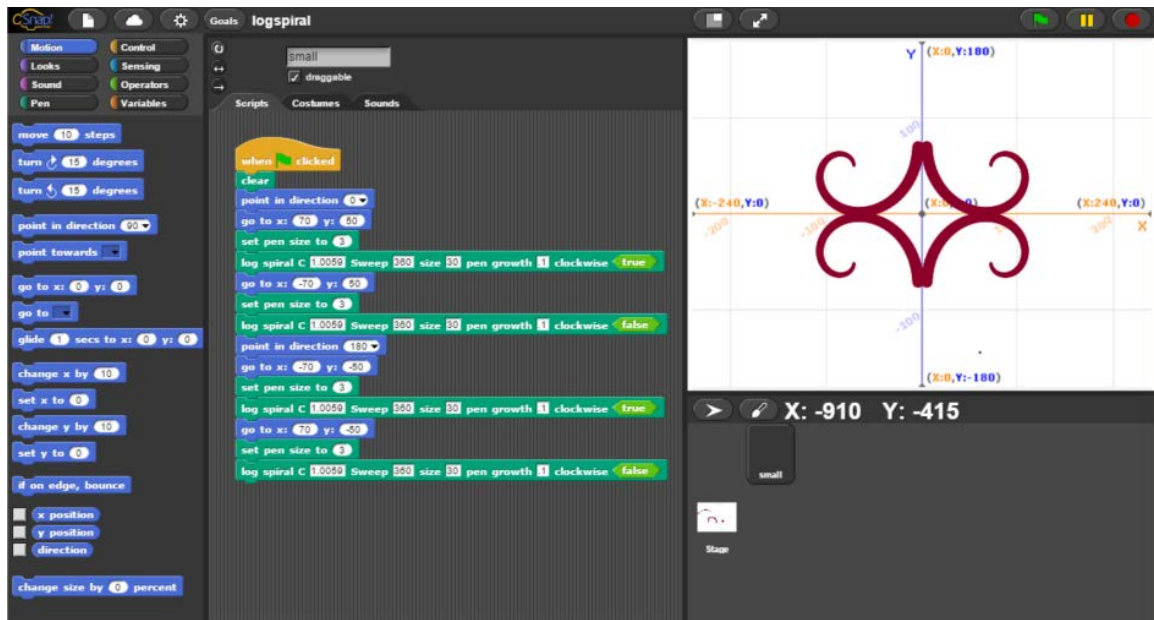 CSnap!
Goals logspiral
Motion Control
Looks Sensing
Sound Operators
Pen Variables
move 10 steps
turn 15 degrees
turn 15 degrees
point in direction 90
point towards
go to x: 0 y: 0
go to
glide 1 secs to x: 0 y: 0
change x by 10
set x to 0
change y by 10
set y to 0
if on edge, bounce
x position
y position
direction
change size by 0 percent
small
draggable
Scripts Costumes Sounds
when clicked
clear
point in direction 0
go to x: 70 y: 50
set pen size to 3
log spiral C 1.0059 Sweep 360 size 30 pen growth .1 clockwise true
go to x: -70 y: 50
set pen size to 3
log spiral C 1.0059 Sweep 360 size 30 pen growth .1 clockwise false
point in direction 180
go to x: -70 y: -50
set pen size to 3
log spiral C 1.0059 Sweep 360 size 30 pen growth .1 clockwise true
go to x: 70 y: -50
set pen size to 3
log spiral C 1.0059 Sweep 360 size 30 pen growth .1 clockwise false
Y (X:0,Y:180)
100
(X:-240,Y:0) (X:0,Y:0) (X:240,Y:0)
-200 -100 200 X
-100
(X:0,Y:-180)
X: -910 Y: -415
small
Stage